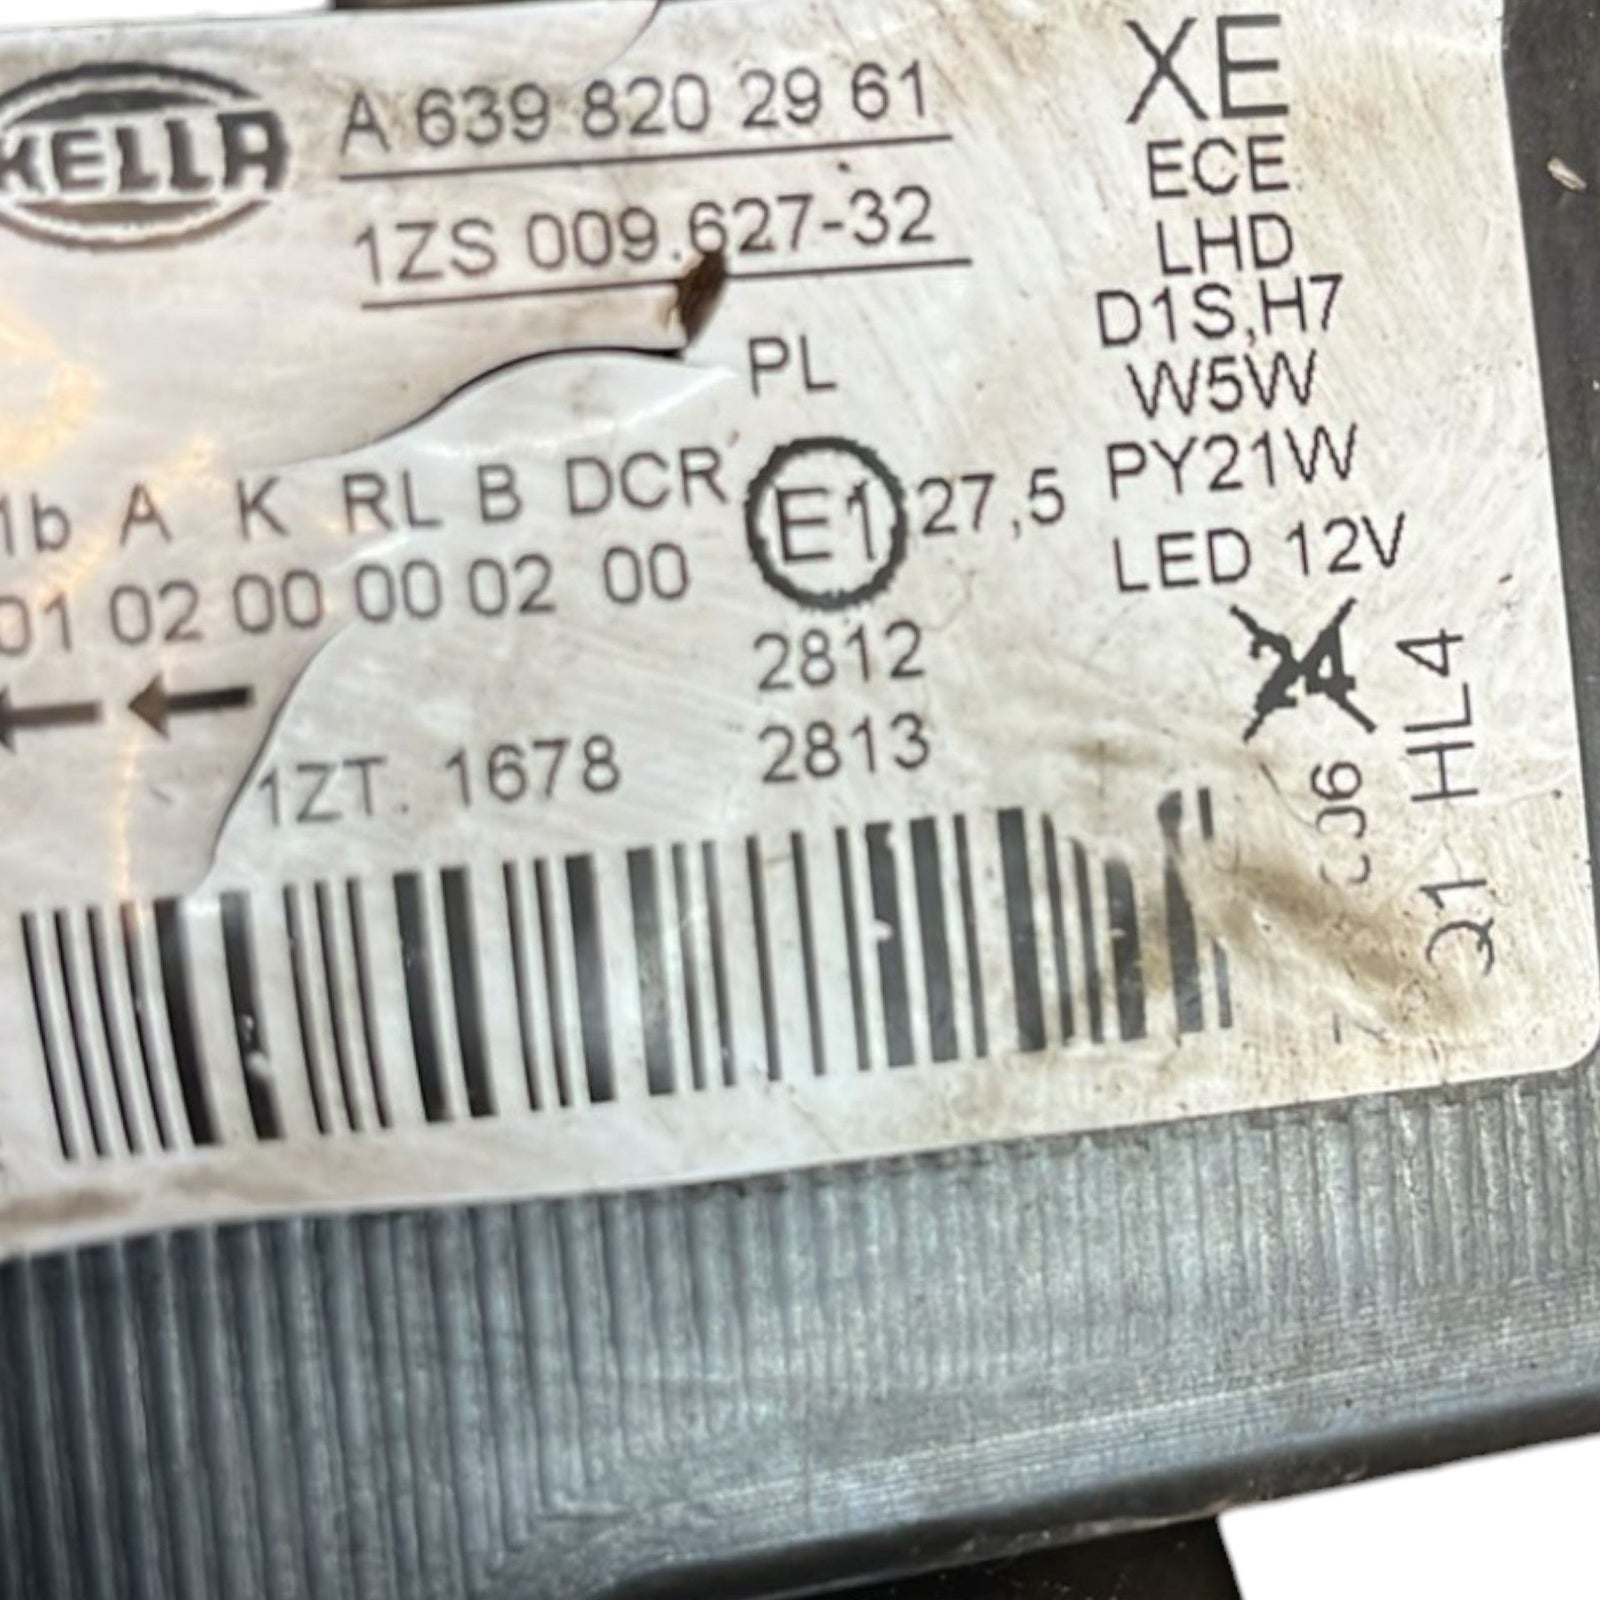 HELLA
A 639 820 29 61
1ZS 009.627-32
XE
ECE
LHD
D1S,H7
W5W
PY21W
LED 12V
PL
1b A K RL B DCR E1 27,5
01 02 00 00 02 00
2812
2813
1ZT. 1678
24
HL4